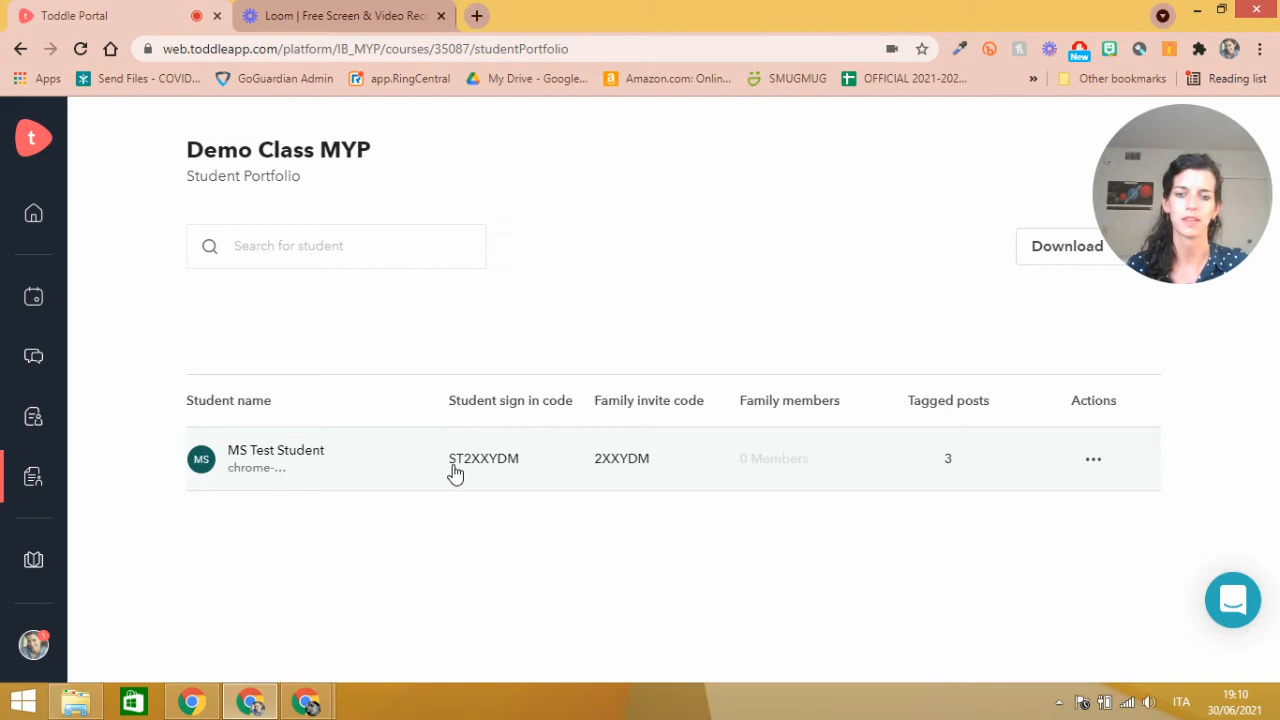 Toddle Portal
Loom | Free Screen & Video Rec
web.toddleapp.com/platform/IB_MYP/courses/35087/studentPortfolio
New
Apps
Send Files - COVID...
GoGuardian Admin
app.RingCentral
My Drive - Google...
Amazon.com: Onlin...
SMUGMUG
OFFICIAL 2021-202...
»
Other bookmarks
Reading list
t
Demo Class MYP
Student Portfolio
Search for student
Download
Student name
Student sign in code
Family invite code
Family members
Tagged posts
Actions
MS
MS Test Student
chrome-...
ST2XXYDM
2XXYDM
0 Members
3
1
ITA
19:10
30/06/2021